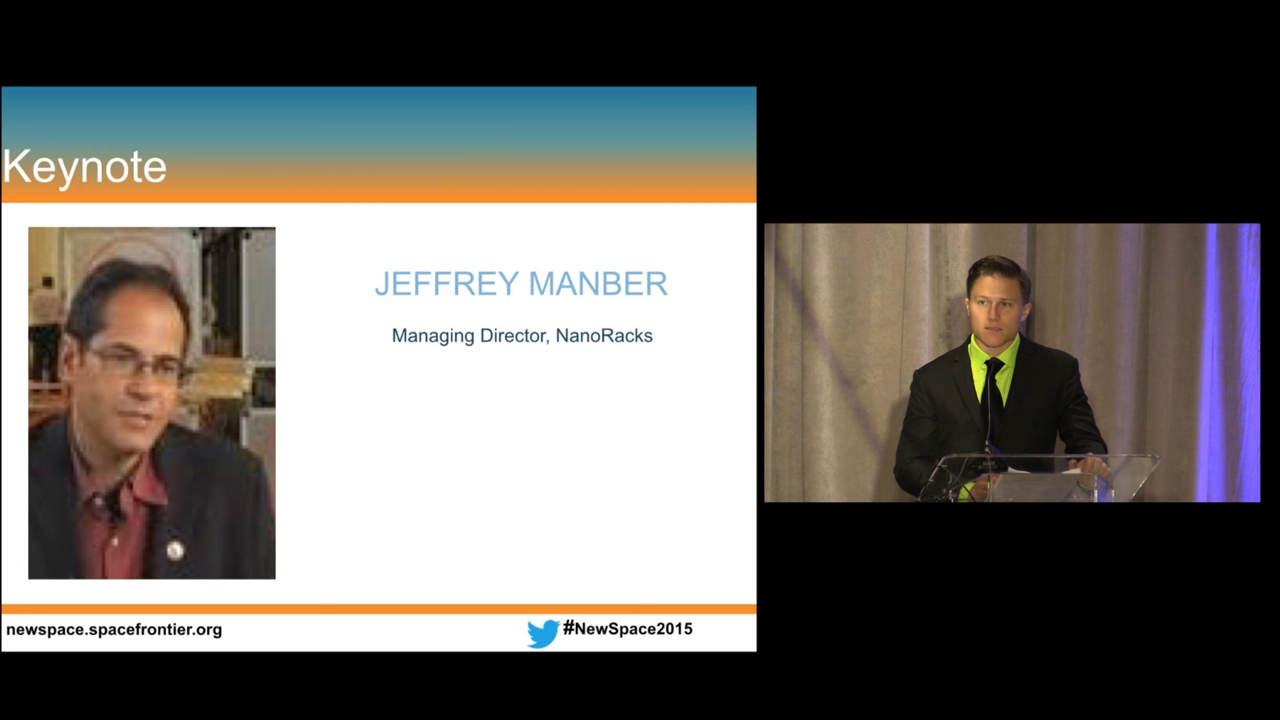 Keynote
JEFFREY MANBER
Managing Director, NanoRacks
newspace.spacefrontier.org
#NewSpace2015